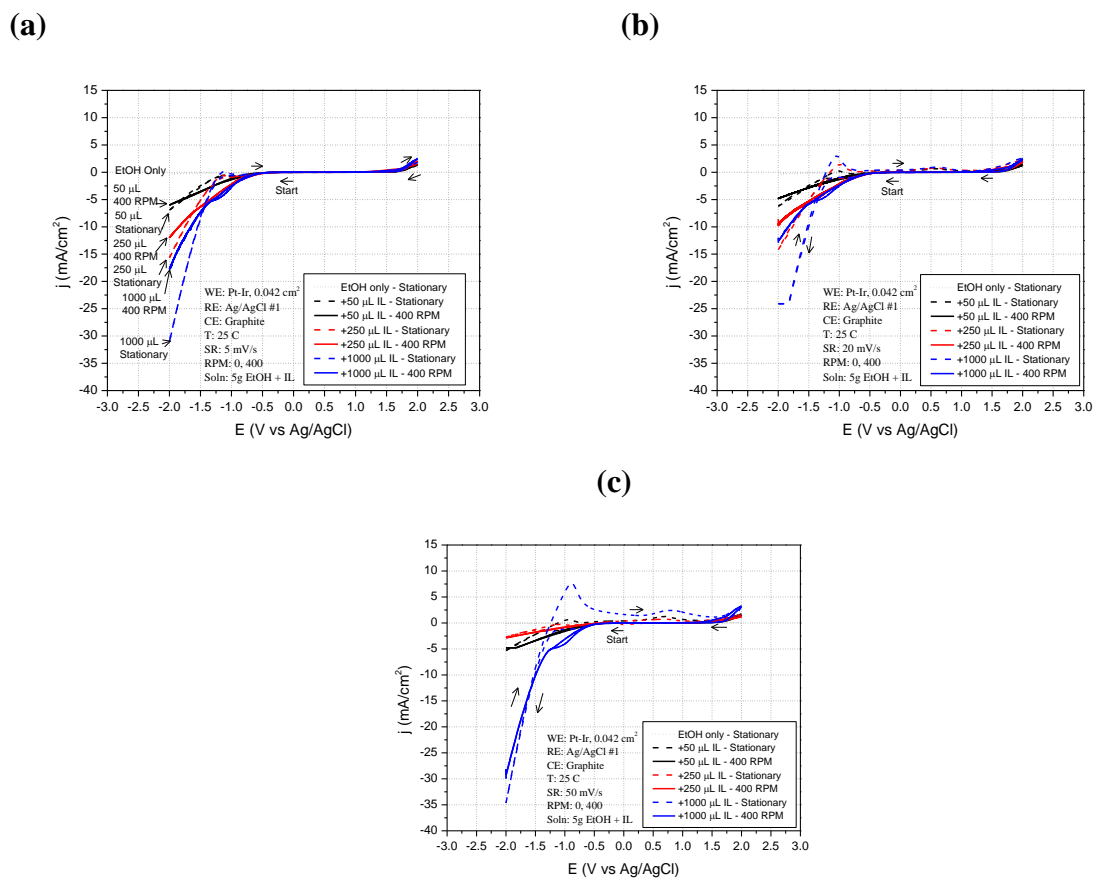 (a)
15
10
5
0
-5
-10
-15
-20
-25
-30
-35
-40
j (mA/cm²)
EtOH Only
50 μL
400 RPM
50 μL
Stationary
250 μL
400 RPM
250 μL
Stationary
1000 μL
400 RPM
1000 μL
Stationary
Start
WE: Pt-Ir, 0.042 cm²
RE: Ag/AgCl #1
CE: Graphite
T: 25 C
SR: 5 mV/s
RPM: 0, 400
Soln: 5g EtOH + IL
EtOH only - Stationary
+50 μL IL - Stationary
+50 μL IL - 400 RPM
+250 μL IL - Stationary
+250 μL IL - 400 RPM
+1000 μL IL - Stationary
+1000 μL IL - 400 RPM
-3.0 -2.5 -2.0 -1.5 -1.0 -0.5 0.0 0.5 1.0 1.5 2.0 2.5 3.0
E (V vs Ag/AgCl)
(b)
15
10
5
0
-5
-10
-15
-20
-25
-30
-35
-40
j (mA/cm²)
Start
WE: Pt-Ir, 0.042 cm²
RE: Ag/AgCl #1
CE: Graphite
T: 25 C
SR: 20 mV/s
RPM: 0, 400
Soln: 5g EtOH + IL
EtOH only - Stationary
+50 μL IL - Stationary
+50 μL IL - 400 RPM
+250 μL IL - Stationary
+250 μL IL - 400 RPM
+1000 μL IL - Stationary
+1000 μL IL - 400 RPM
-3.0 -2.5 -2.0 -1.5 -1.0 -0.5 0.0 0.5 1.0 1.5 2.0 2.5 3.0
E (V vs Ag/AgCl)
(c)
15
10
5
0
-5
-10
-15
-20
-25
-30
-35
-40
j (mA/cm²)
Start
WE: Pt-Ir, 0.042 cm²
RE: Ag/AgCl #1
CE: Graphite
T: 25 C
SR: 50 mV/s
RPM: 0, 400
Soln: 5g EtOH + IL
EtOH only - Stationary
+50 μL IL - Stationary
+50 μL IL - 400 RPM
+250 μL IL - Stationary
+250 μL IL - 400 RPM
+1000 μL IL - Stationary
+1000 μL IL - 400 RPM
-3.0 -2.5 -2.0 -1.5 -1.0 -0.5 0.0 0.5 1.0 1.5 2.0 2.5 3.0
E (V vs Ag/AgCl)